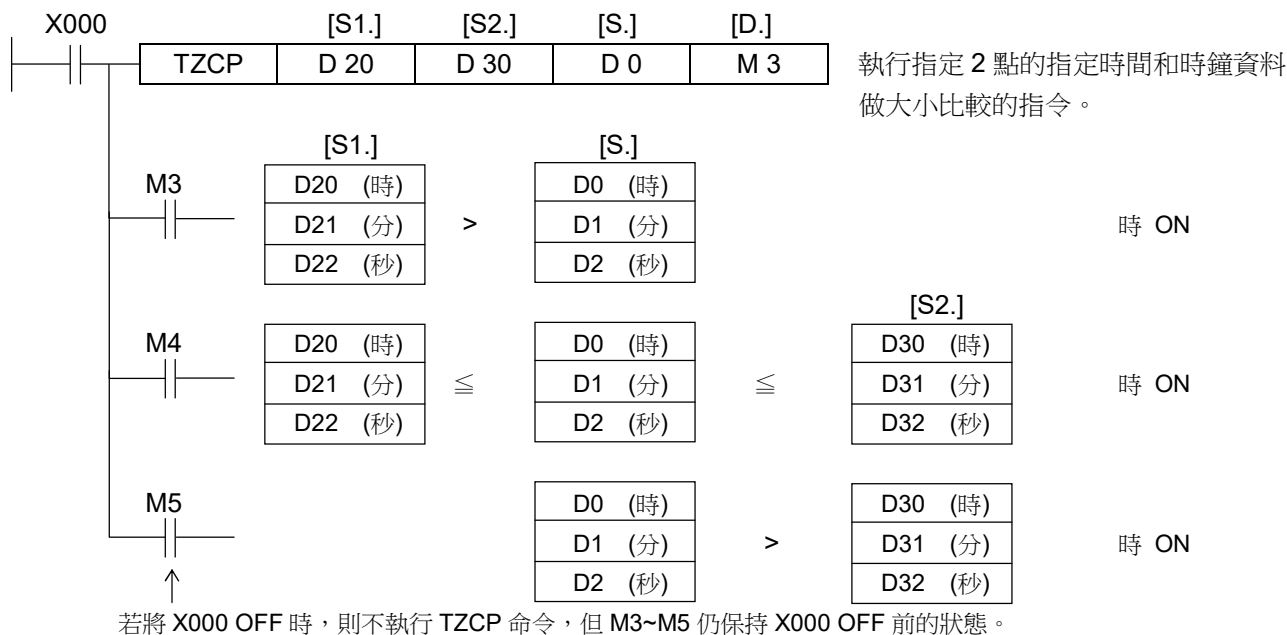 X000 [S1.] [S2.] [S.] [D.]
TZCP D 20 D 30 D 0 M 3
執行指定 2 點的指定時間和時鐘資料
做大小比較的指令。
[S1.] [S.]
M3 D20 (時) D0 (時)
D21 (分) > D1 (分) 時 ON
D22 (秒) D2 (秒)
[S2.]
M4 D20 (時) D0 (時) D30 (時)
D21 (分) ≦ D1 (分) ≦ D31 (分) 時 ON
D22 (秒) D2 (秒) D32 (秒)
M5 D0 (時) D30 (時)
D1 (分) > D31 (分) 時 ON
D2 (秒) D32 (秒)
若將 X000 OFF 時,則不執行 TZCP 命令,但 M3~M5 仍保持 X000 OFF 前的狀態。